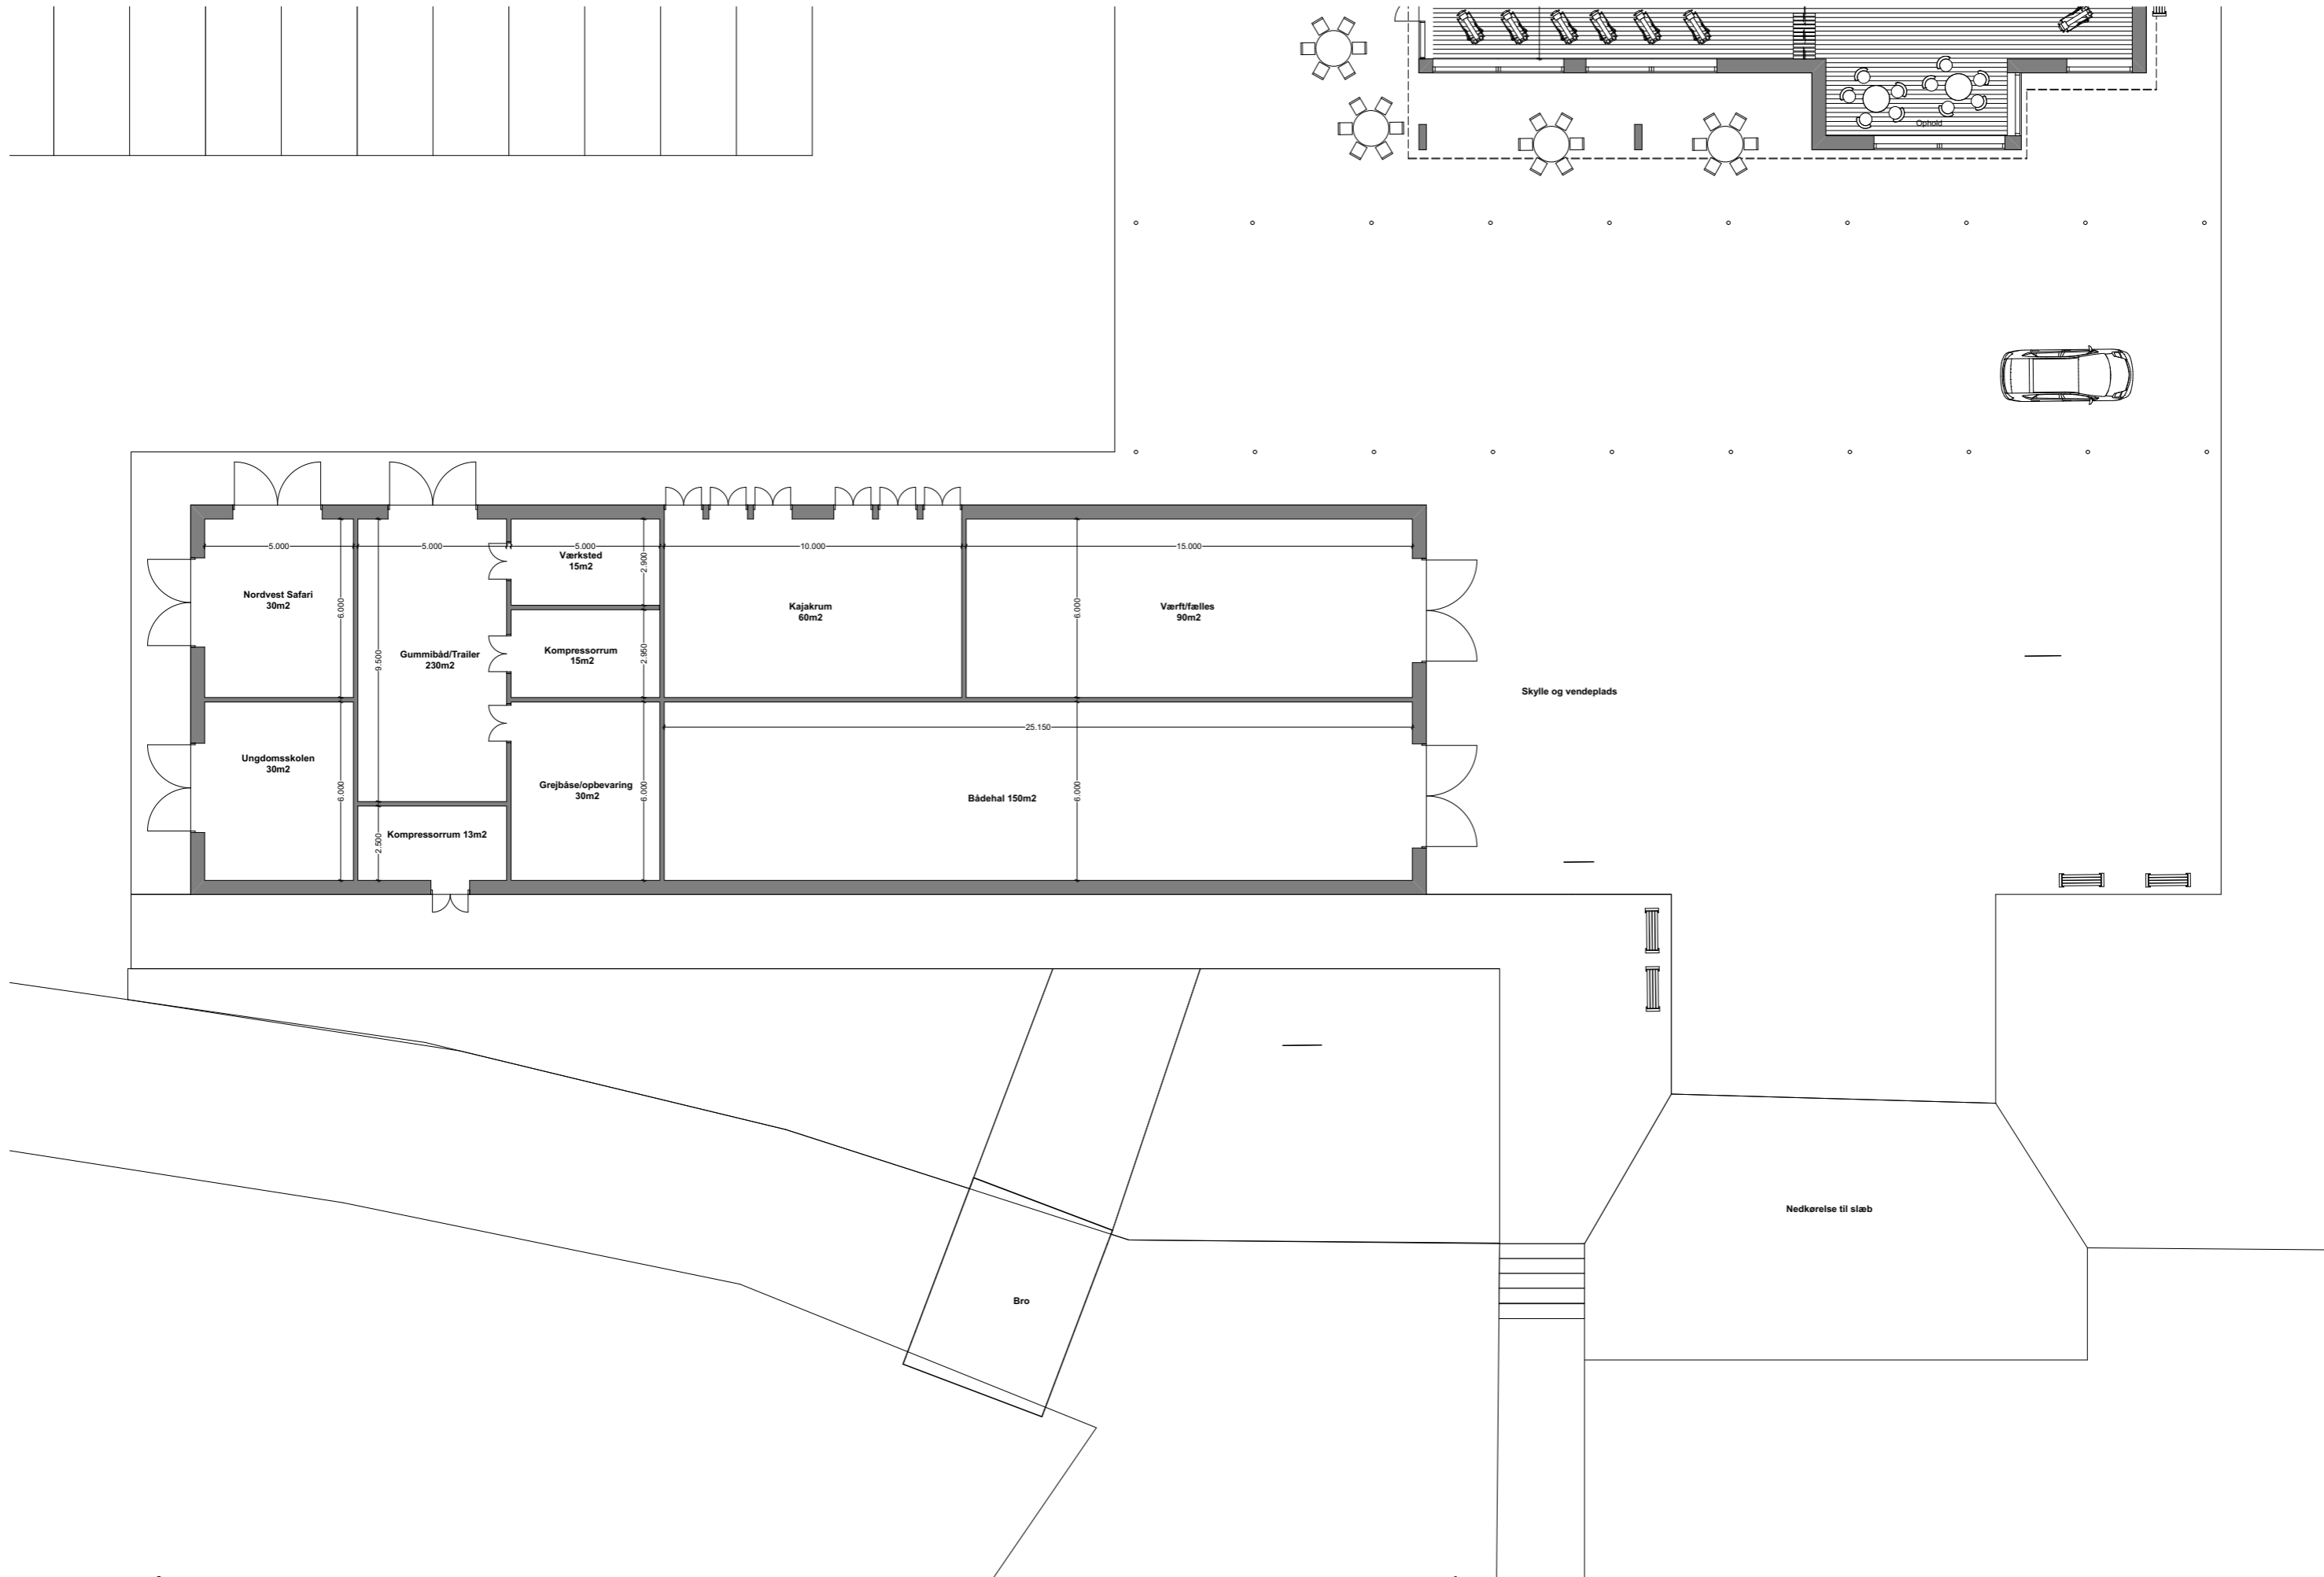 Ophold
5.000
5.000
5.000
10.000
15.000
Værksted
15m2
2.900
Nordvest Safari
30m2
6.000
Kajakrum
60m2
6.000
Værft/fælles
90m2
Gummibåd/Trailer
230m2
9.500
Kompressorrum
15m2
2.950
Skylle og vendeplads
25.150
Ungdomsskolen
30m2
6.000
Grejbåse/opbevaring
30m2
6.000
Bådehal 150m2
6.000
Kompressorrum 13m2
2.500
Nedkørelse til slæb
Bro